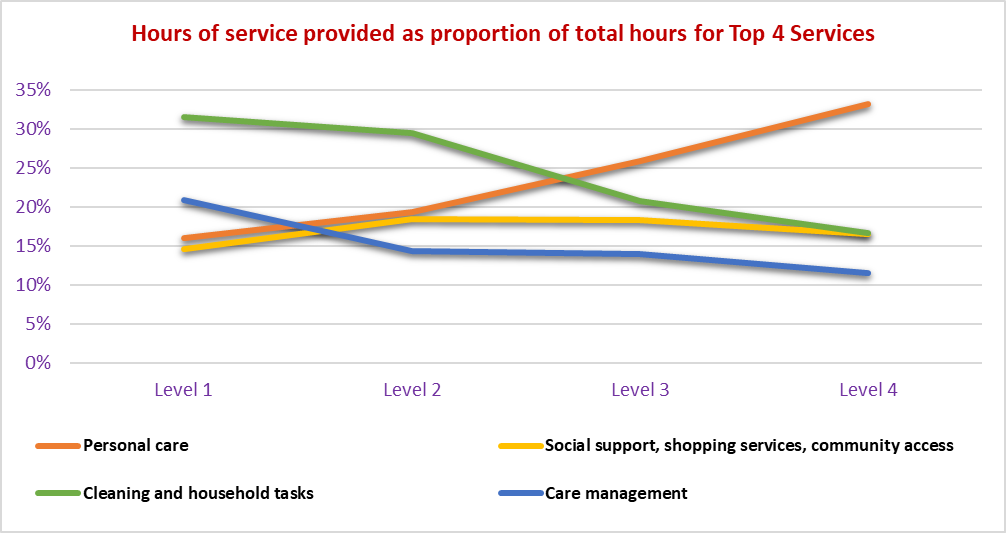 Hours of service provided as proportion of total hours for Top 4 Services
35%
30%
25%
20%
15%
10%
5%
0%
Level 1 Level 2 Level 3 Level 4
Personal care
Social support, shopping services, community access
Cleaning and household tasks
Care management